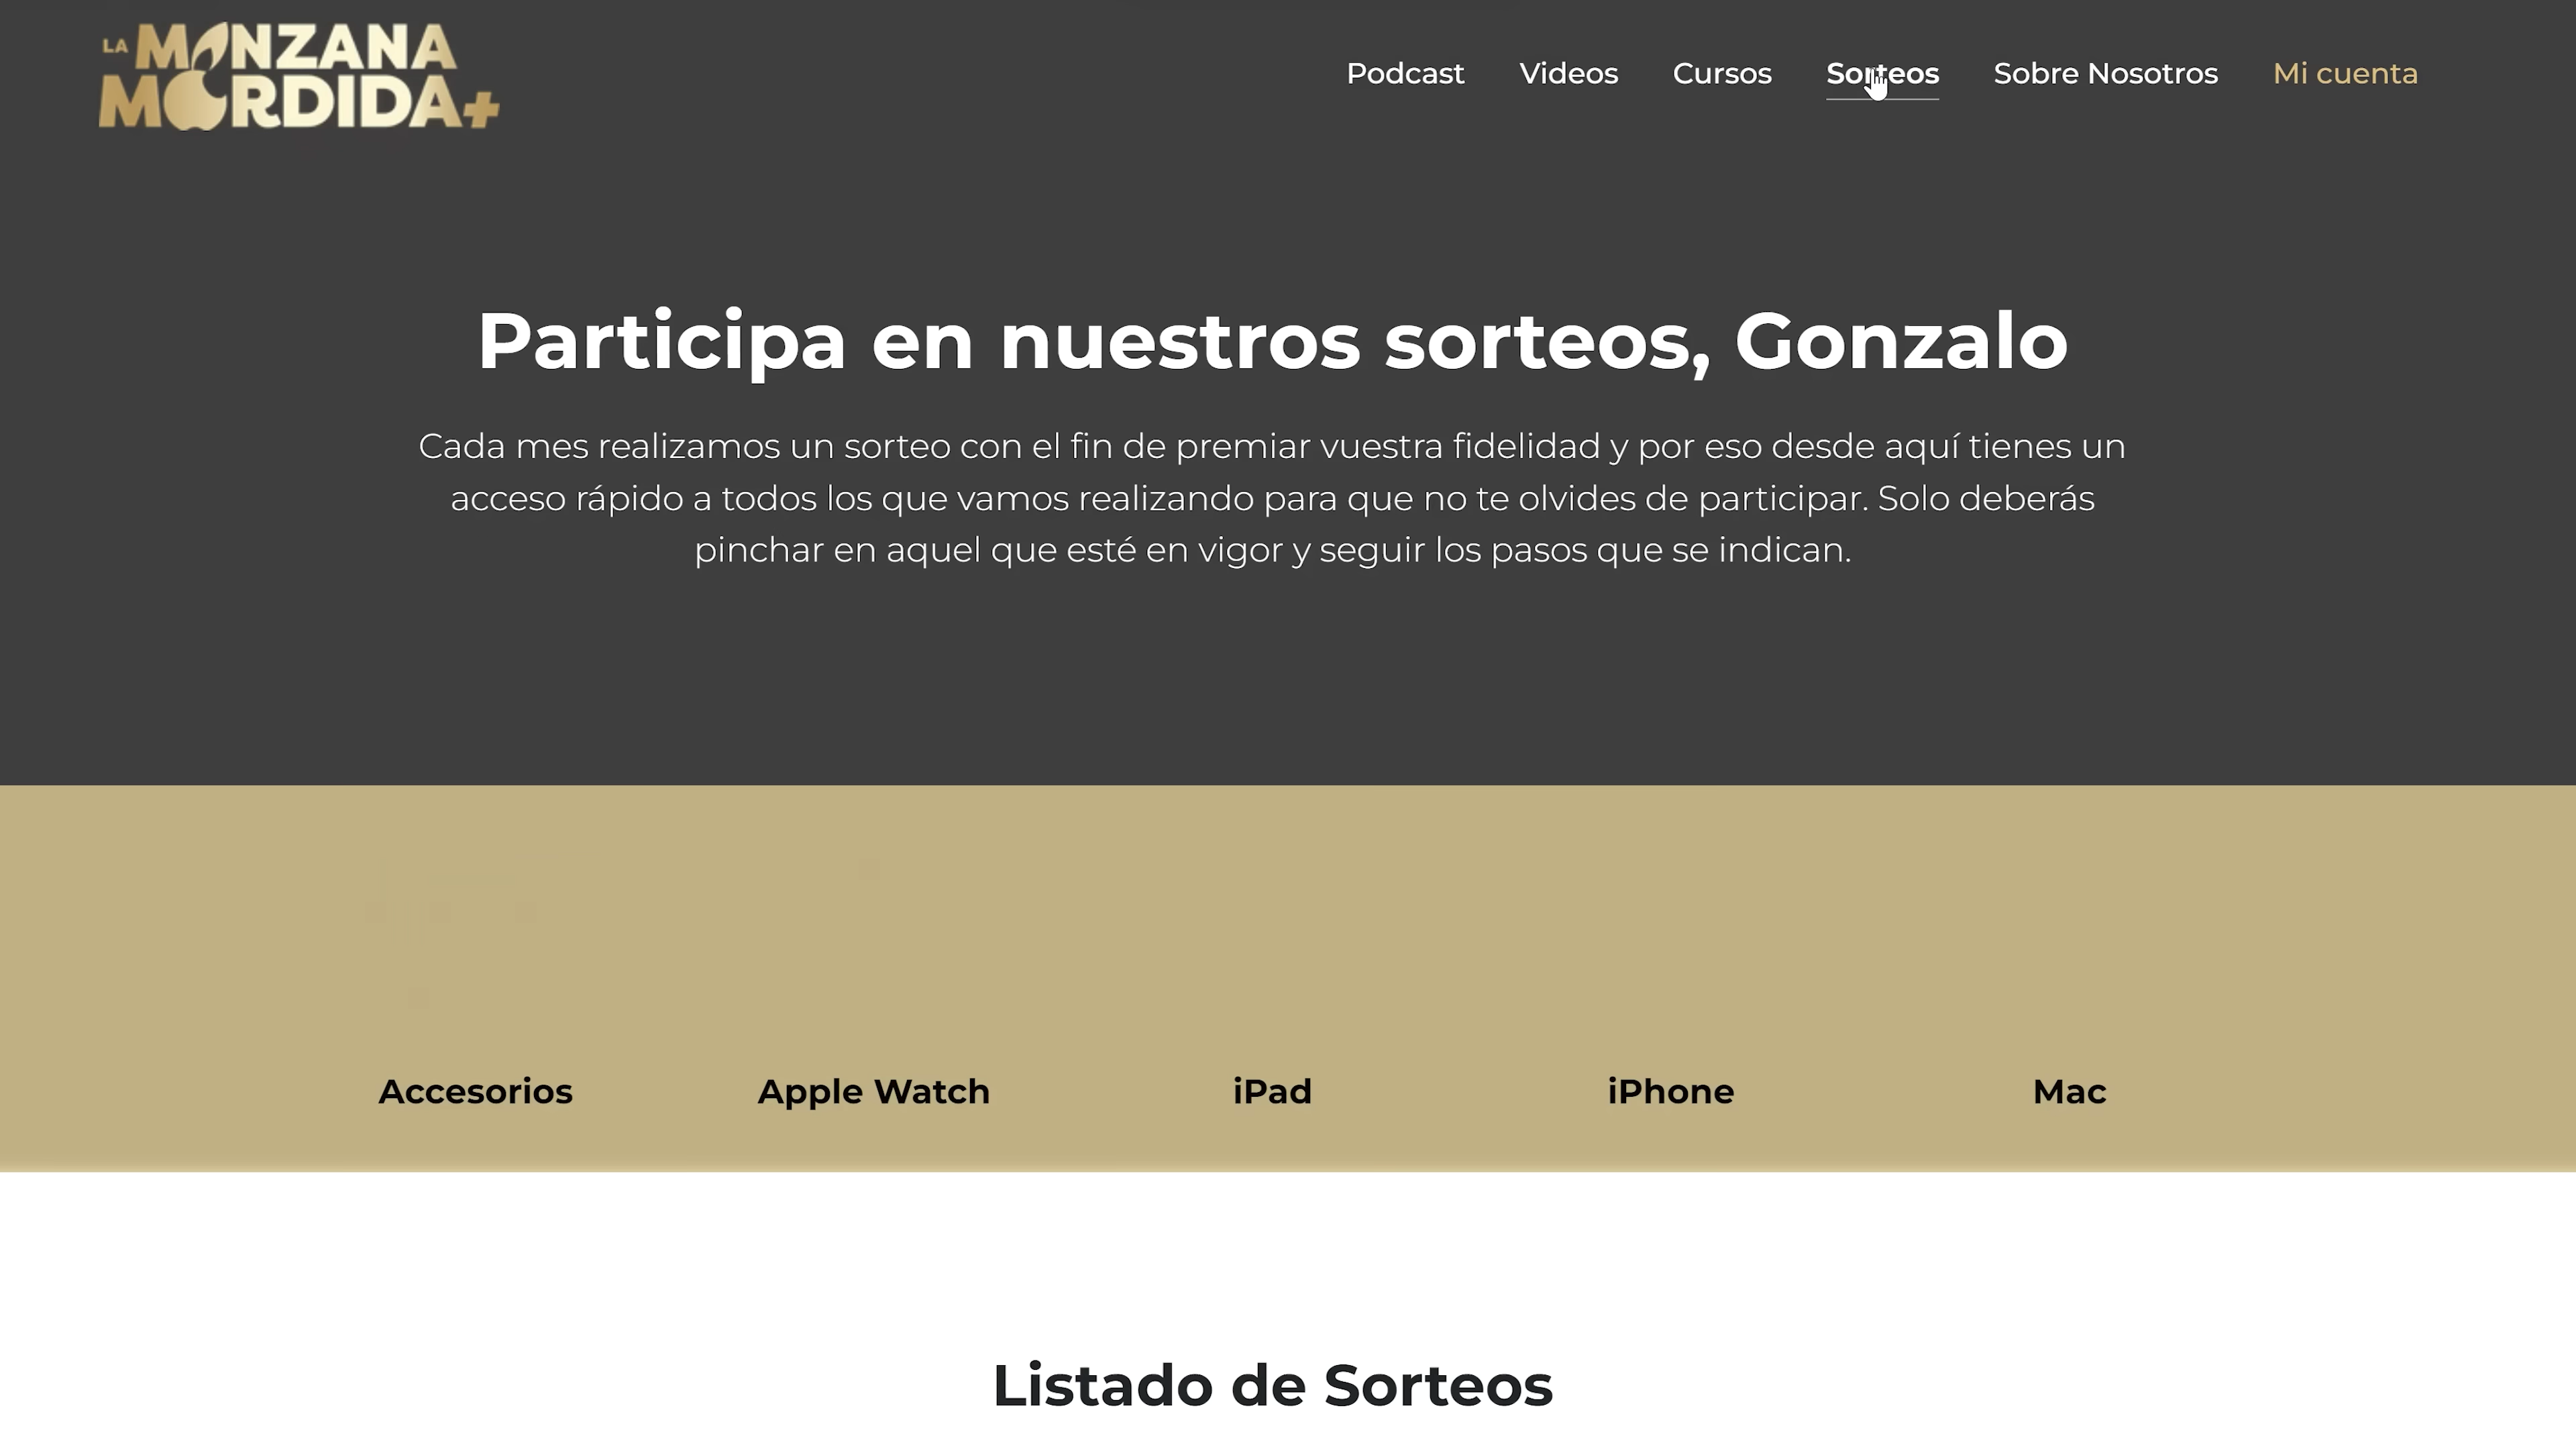 LA MANZANA
MORDIDA+
Podcast Videos Cursos Sorteos Sobre Nosotros Mi cuenta
Participa en nuestros sorteos, Gonzalo
Cada mes realizamos un sorteo con el fin de premiar vuestra fidelidad y por eso desde aquí tienes un
acceso rápido a todos los que vamos realizando para que no te olvides de participar. Solo deberás
pinchar en aquel que esté en vigor y seguir los pasos que se indican.
Accesorios Apple Watch iPad iPhone Mac
Listado de Sorteos